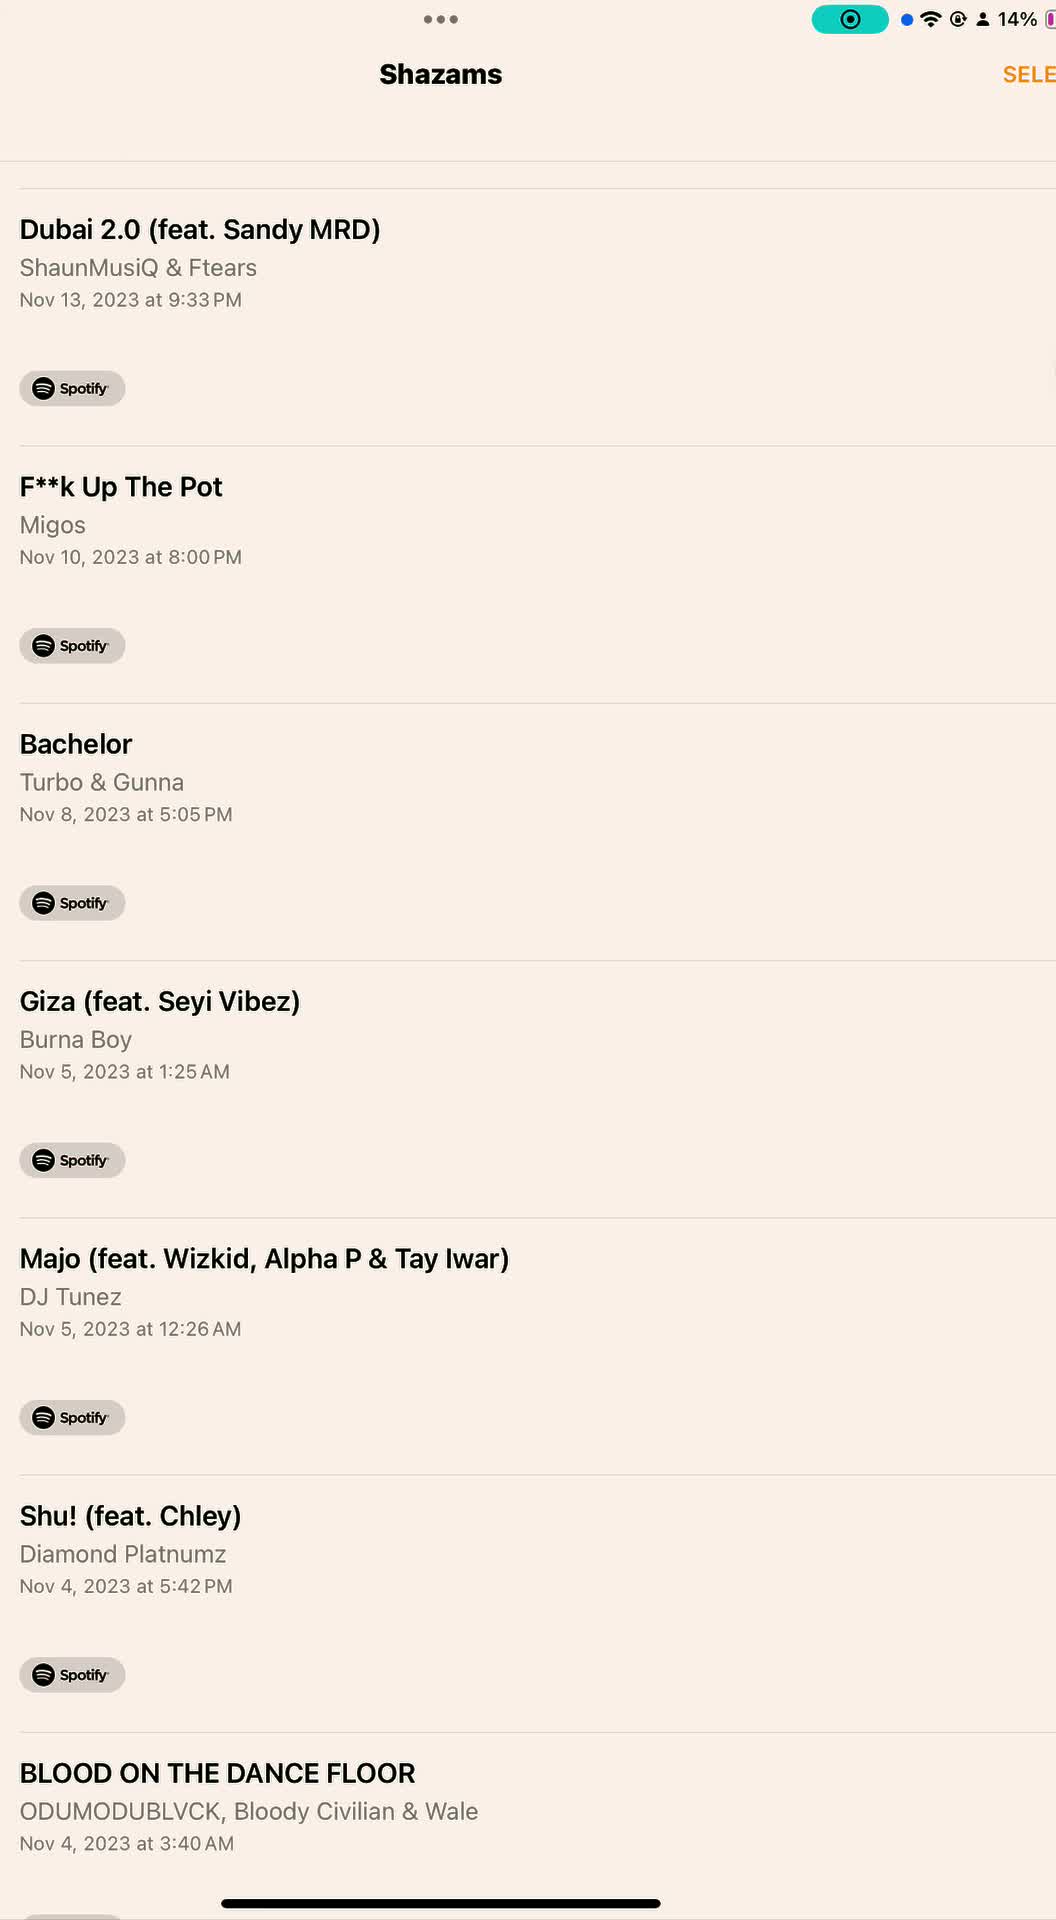 14%
Shazams
SELE
Dubai 2.0 (feat. Sandy MRD)
ShaunMusiQ & Ftears
Nov 13, 2023 at 9:33 PM
Spotify
F**k Up The Pot
Migos
Nov 10, 2023 at 8:00 PM
Spotify
Bachelor
Turbo & Gunna
Nov 8, 2023 at 5:05 PM
Spotify
Giza (feat. Seyi Vibez)
Burna Boy
Nov 5, 2023 at 1:25 AM
Spotify
Majo (feat. Wizkid, Alpha P & Tay Iwar)
DJ Tunez
Nov 5, 2023 at 12:26 AM
Spotify
Shu! (feat. Chley)
Diamond Platnumz
Nov 4, 2023 at 5:42 PM
Spotify
BLOOD ON THE DANCE FLOOR
ODUMODUBLVCK, Bloody Civilian & Wale
Nov 4, 2023 at 3:40 AM